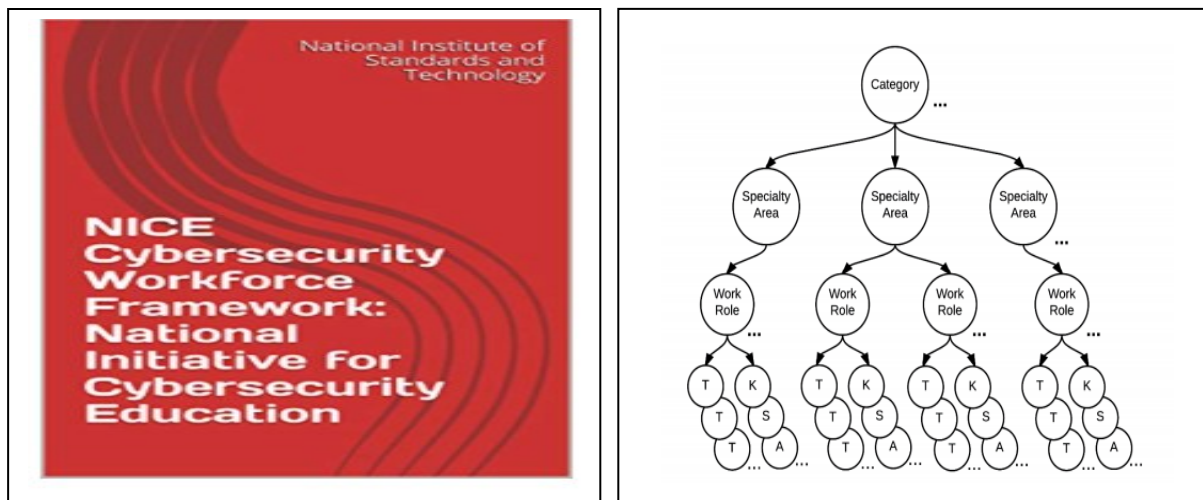 National Institute of
Standards and
Technology
NICE
Cybersecurity
Workforce
Framework:
National
Initiative for
Cybersecurity
Education
Category
...
Specialty
Area
Specialty
Area
Specialty
Area
...
Work
Role
...
Work
Role
Work
Role
...
Work
Role
...
T K T K T K T K
T S T S T S T S
T ... A ... T ... A ... T ... A ... T ... A ...